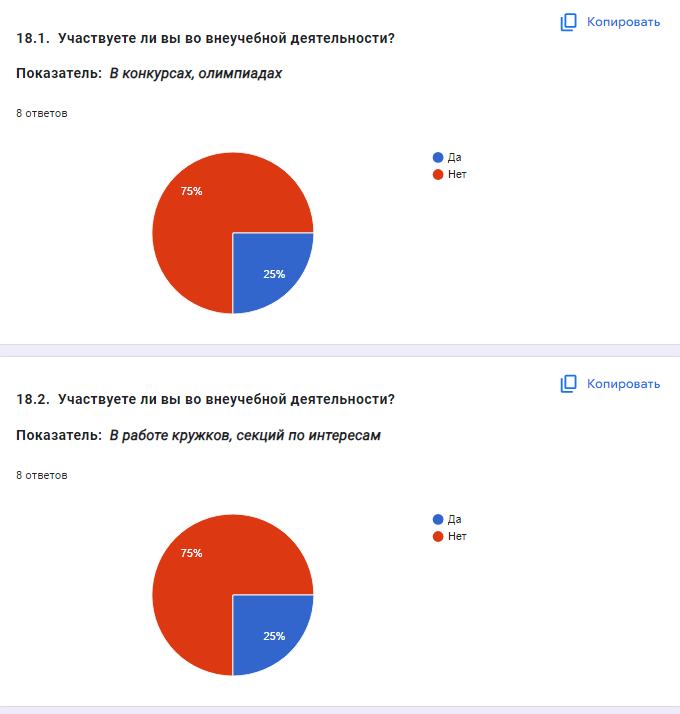 Копировать
18.1. Участвуете ли вы во внеучебной деятельности?
Показатель: В конкурсах, олимпиадах
8 ответов
Да
Нет
75%
25%
Копировать
18.2. Участвуете ли вы во внеучебной деятельности?
Показатель: В работе кружков, секций по интересам
8 ответов
Да
Нет
75%
25%